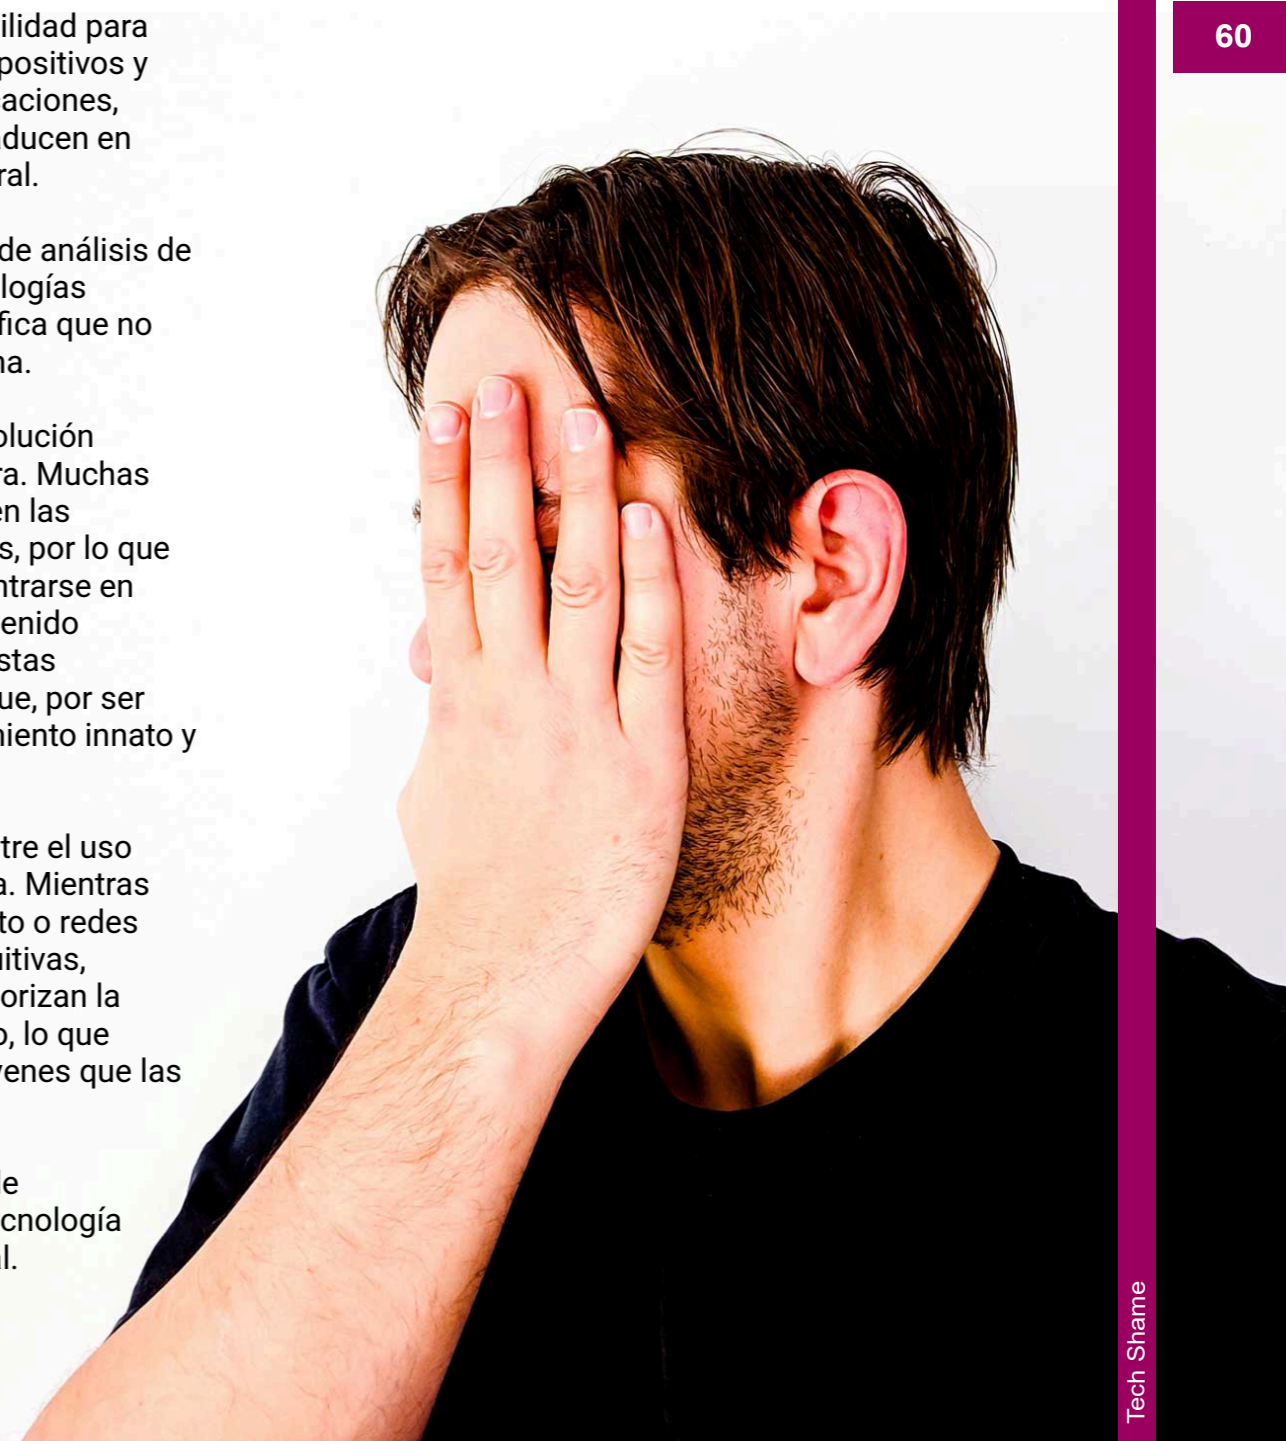 ilidad para
positivos y
aciones,
ducen en
ral.
de análisis de
logías
fica que no
na.
olución
ra. Muchas
en las
s, por lo que
ntrarse en
enido
stas
ue, por ser
niento innato y
tre el uso
a. Mientras
to o redes
uitivas,
orizan la
o, lo que
venes que las
le
cnología
al.
60
Tech Shame